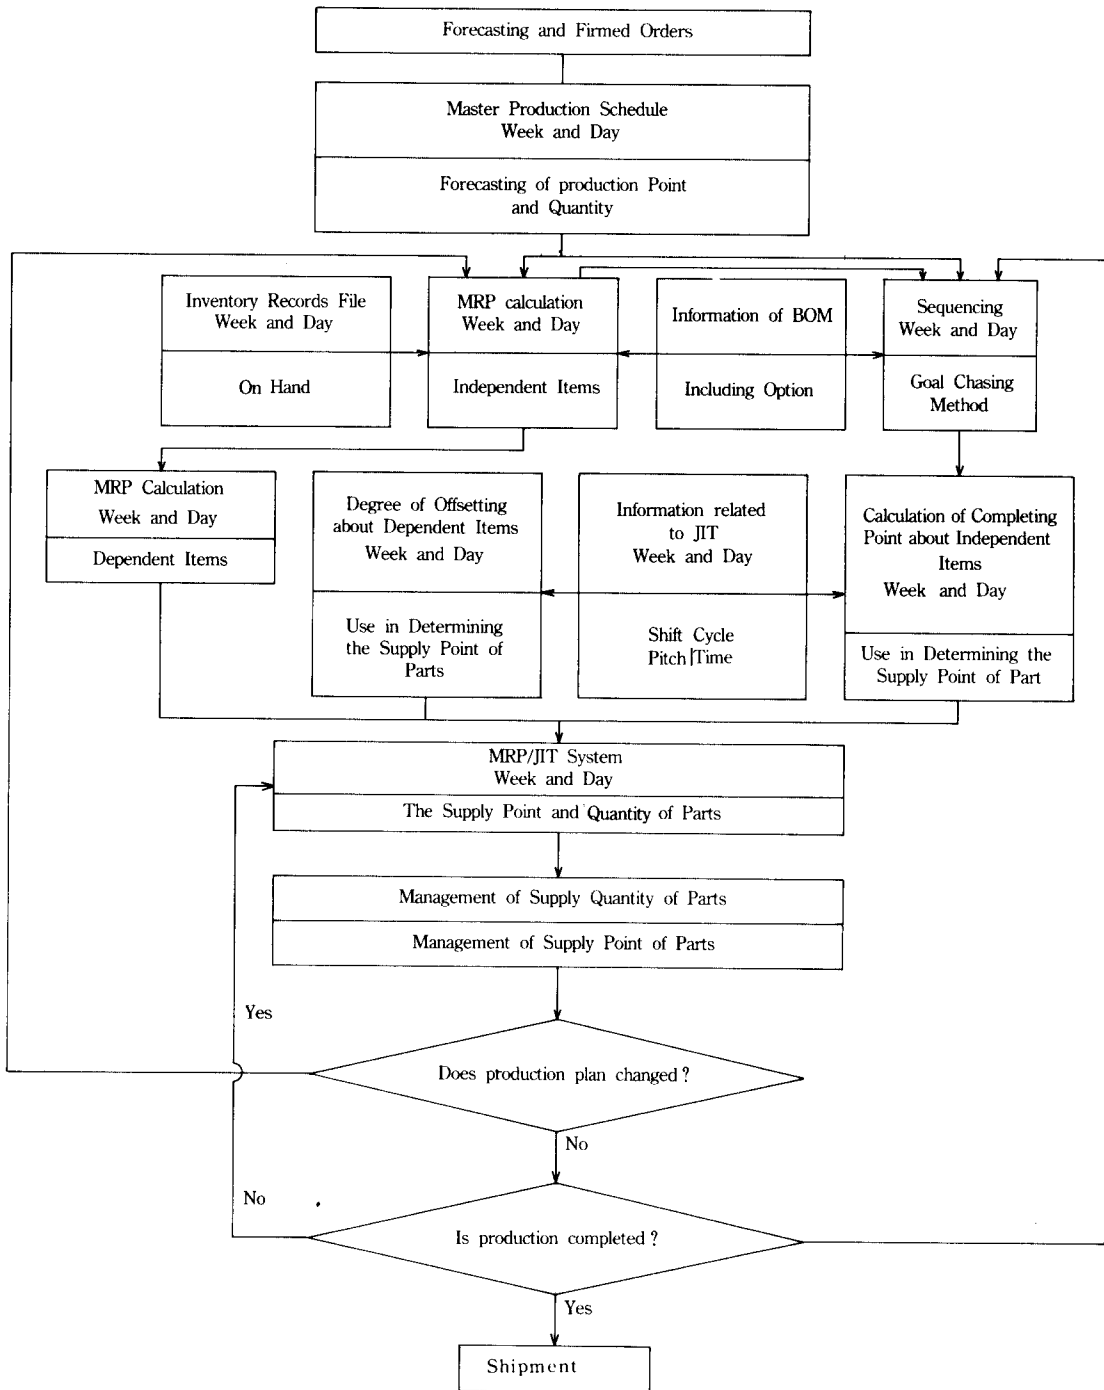 Forecasting and Firmed Orders
Master Production Schedule
Week and Day
Forecasting of production Point
and Quantity
Inventory Records File
Week and Day
On Hand
MRP calculation
Week and Day
Independent Items
Information of BOM
Including Option
Sequencing
Week and Day
Goal Chasing
Method
MRP Calculation
Week and Day
Dependent Items
Degree of Offsetting
about Dependent Items
Week and Day
Use in Determining
the Supply Point of
Parts
Information related
to JIT
Week and Day
Shift Cycle
Pitch Time
Calculation of Completing
Point about Independent
Items
Week and Day
Use in Determining the
Supply Point of Part
MRP/JIT System
Week and Day
The Supply Point and Quantity of Parts
Management of Supply Quantity of Parts
Management of Supply Point of Parts
Yes
Does production plan changed?
No
No
Is production completed?
Yes
Shipment